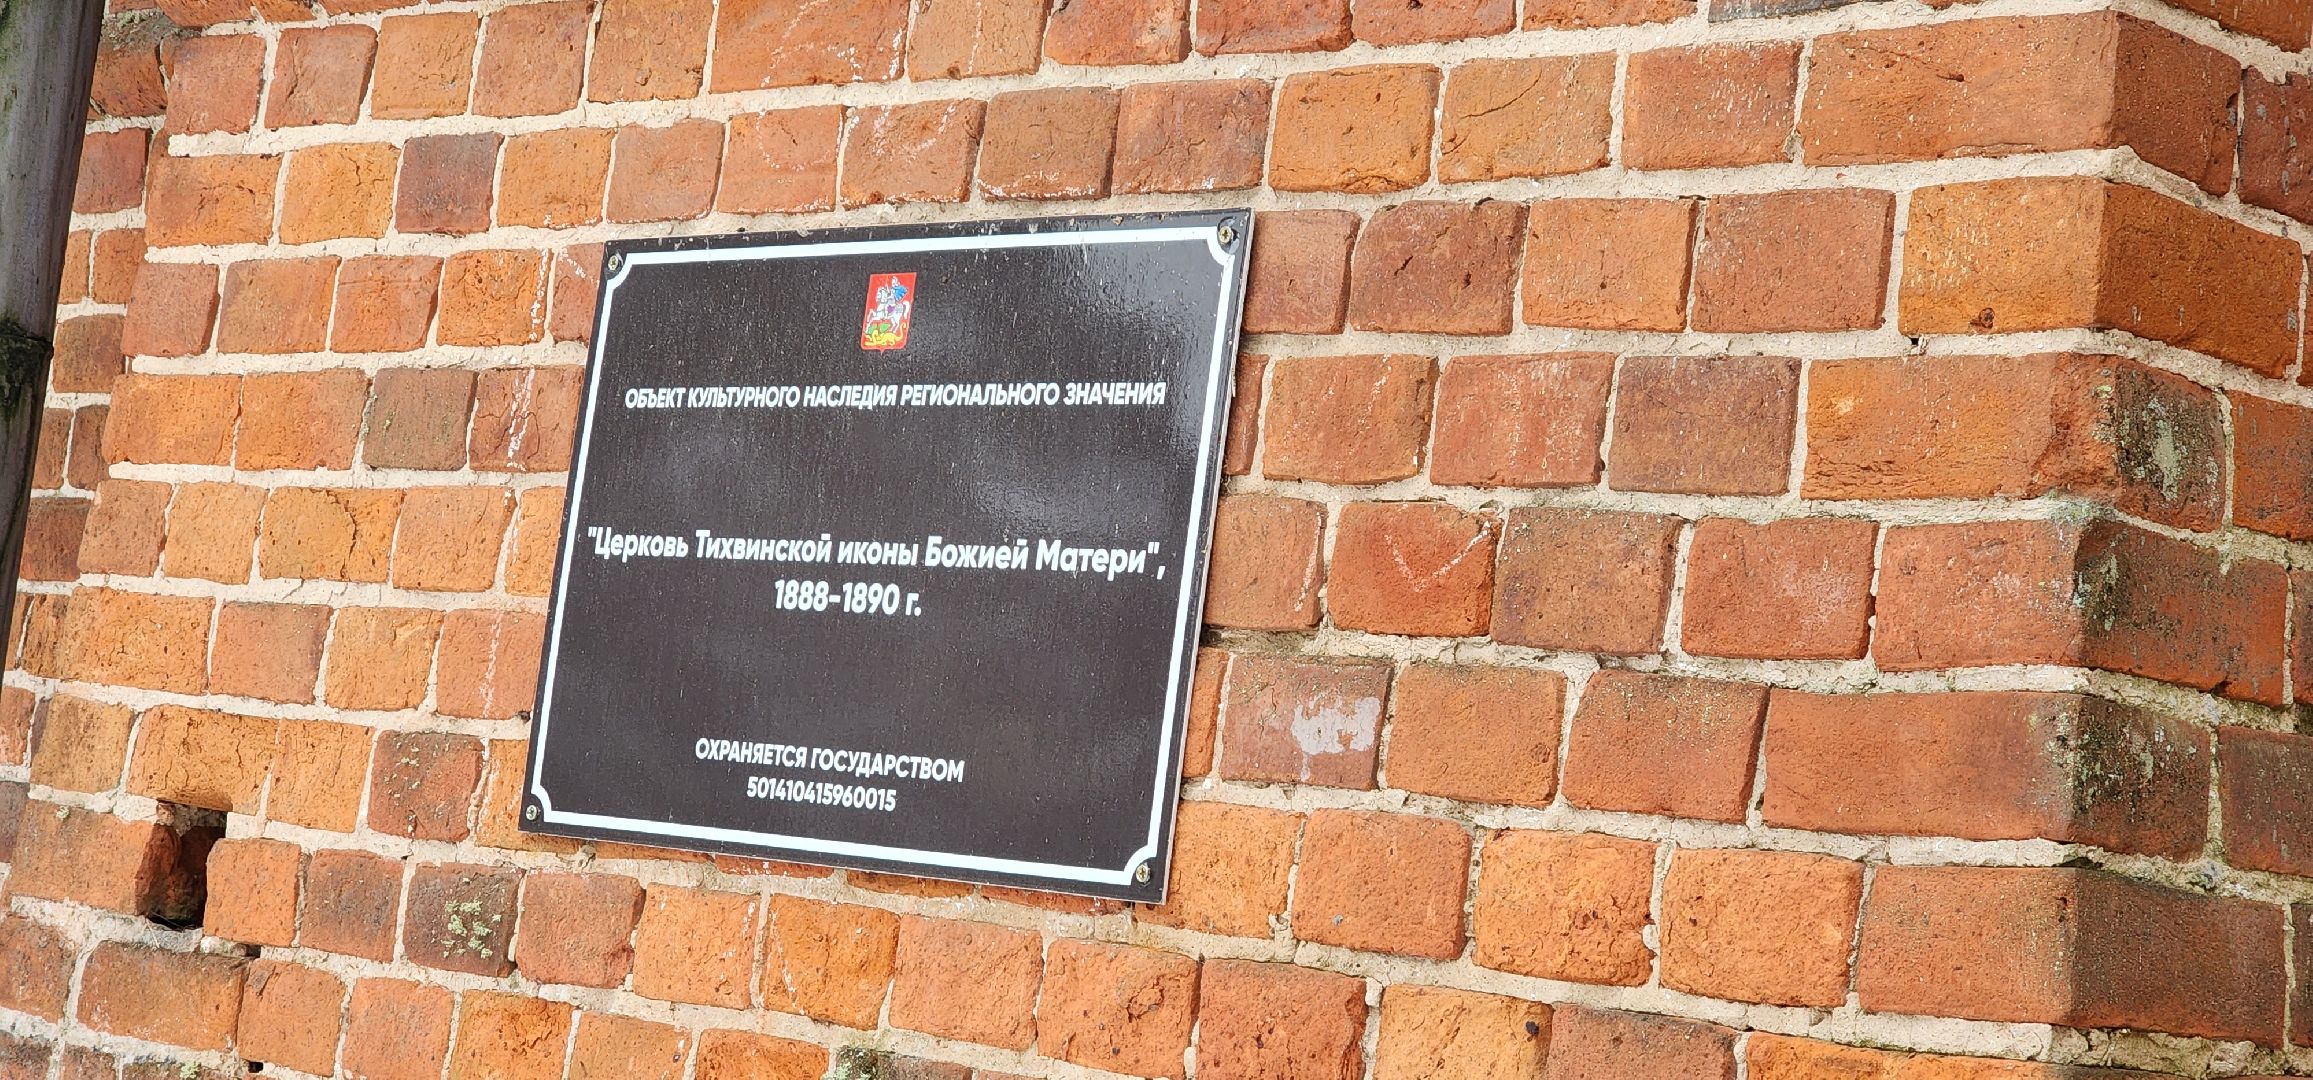 ОБЪЕКТ КУЛЬТУРНОГО НАСЛЕДИЯ РЕГИОНАЛЬНОГО ЗНАЧЕНИЯ
"Церковь Тихвинской иконы Божией Матери",
1888-1890 г.
ОХРАНЯЕТСЯ ГОСУДАРСТВОМ
501410415960015